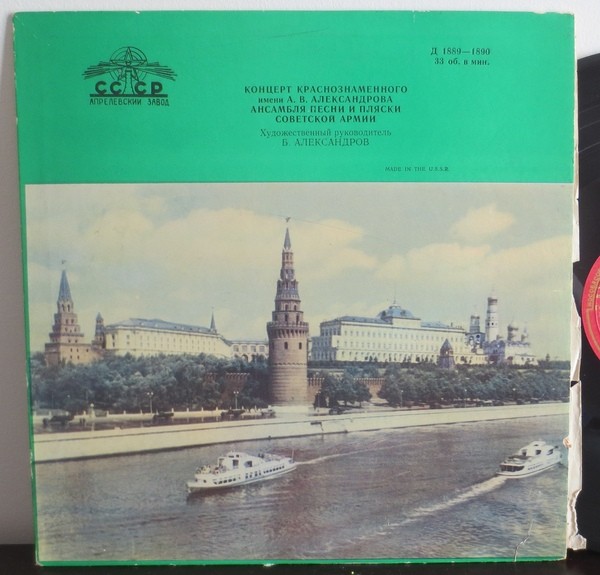 СССР
АПРЕЛЕВСКИЙ ЗАВОД
Д 1889—1890
33 об. в мин.
КОНЦЕРТ КРАСНОЗНАМЕННОГО
имени А. В. АЛЕКСАНДРОВА
АНСАМБЛЯ ПЕСНИ И ПЛЯСКИ
СОВЕТСКОЙ АРМИИ
Художественный руководитель
Б. АЛЕКСАНДРОВ
MADE IN THE U.S.S.R.